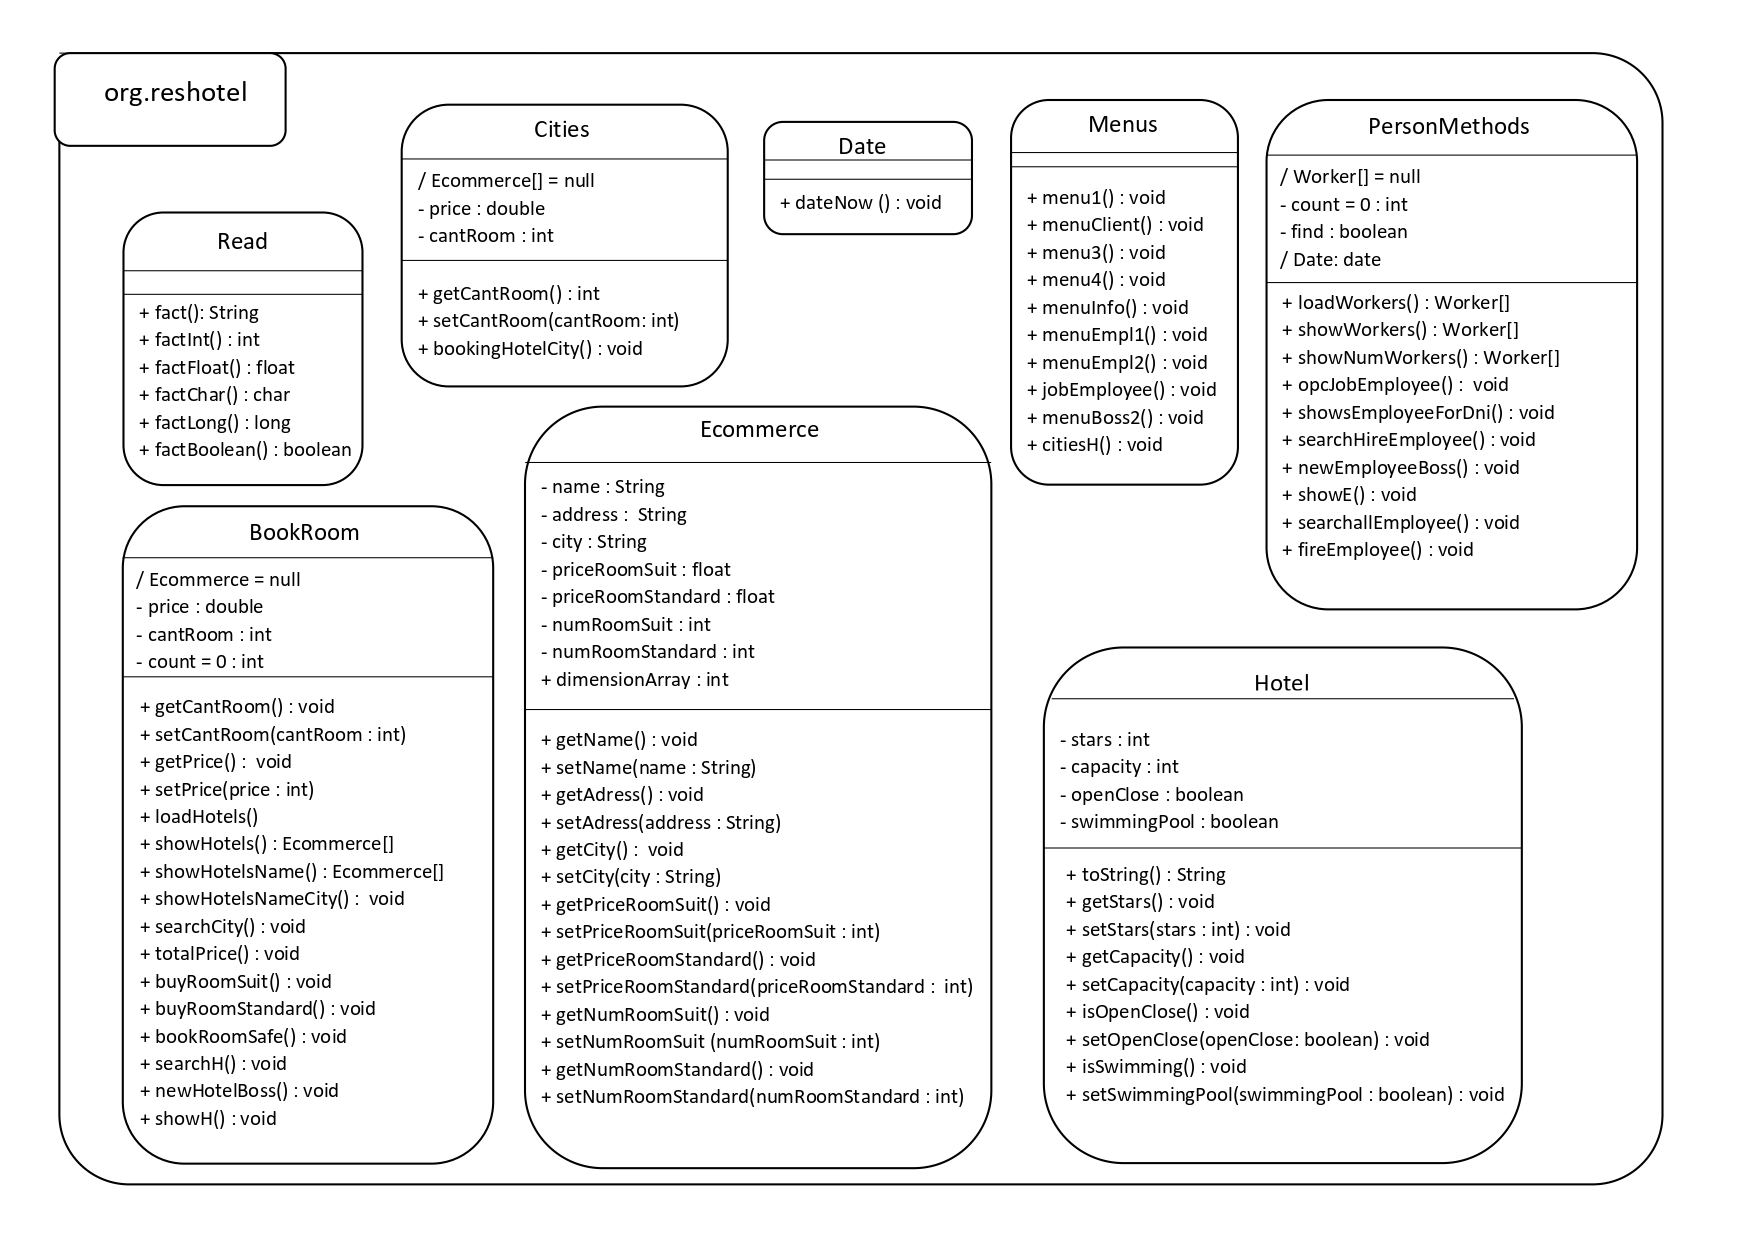 org.reshotel
Read
+ fact(): String
+ factInt() : int
+ factFloat() : float
+ factChar() : char
+ factLong() : long
+ factBoolean() : boolean
Cities
/ Ecommerce[] = null
- price : double
- cantRoom : int
+ getCantRoom() : int
+ setCantRoom(cantRoom: int)
+ bookingHotelCity() : void
Date
+ dateNow () : void
Menus
+ menu1() : void
+ menuClient() : void
+ menu3() : void
+ menu4() : void
+ menuInfo() : void
+ menuEmpl1() : void
+ menuEmpl2() : void
+ jobEmployee() : void
+ menuBoss2() : void
+ citiesH() : void
PersonMethods
/ Worker[] = null
- count = 0 : int
- find : boolean
/ Date: date
+ loadWorkers() : Worker[]
+ showWorkers() : Worker[]
+ showNumWorkers() : Worker[]
+ opcJobEmployee() :  void
+ showsEmployeeForDni() : void
+ searchHireEmployee() : void
+ newEmployeeBoss() : void
+ showE() : void
+ searchallEmployee() : void
+ fireEmployee() : void
BookRoom
/ Ecommerce = null
- price : double
- cantRoom : int
- count = 0 : int
+ getCantRoom() : void
+ setCantRoom(cantRoom : int)
+ getPrice() :  void
+ setPrice(price : int)
+ loadHotels()
+ showHotels() : Ecommerce[]
+ showHotelsName() : Ecommerce[]
+ showHotelsNameCity() :  void
+ searchCity() : void
+ totalPrice() : void
+ buyRoomSuit() : void
+ buyRoomStandard() : void
+ bookRoomSafe() : void
+ searchH() : void
+ newHotelBoss() : void
+ showH() : void
Ecommerce
- name : String
- address :  String
- city : String
- priceRoomSuit : float
- priceRoomStandard : float
- numRoomSuit : int
- numRoomStandard : int
+ dimensionArray : int
+ getName() : void
+ setName(name : String)
+ getAdress() : void
+ setAdress(address : String)
+ getCity() :  void
+ setCity(city : String)
+ getPriceRoomSuit() : void
+ setPriceRoomSuit(priceRoomSuit : int)
+ getPriceRoomStandard() : void
+ setPriceRoomStandard(priceRoomStandard :  int)
+ getNumRoomSuit() : void
+ setNumRoomSuit (numRoomSuit : int)
+ getNumRoomStandard() : void
+ setNumRoomStandard(numRoomStandard : int)
Hotel
- stars : int
- capacity : int
- openClose : boolean
- swimmingPool : boolean
+ toString() : String
+ getStars() : void
+ setStars(stars : int) : void
+ getCapacity() : void
+ setCapacity(capacity : int) : void
+ isOpenClose() : void
+ setOpenClose(openClose: boolean) : void
+ isSwimming() : void
+ setSwimmingPool(swimmingPool : boolean) : void